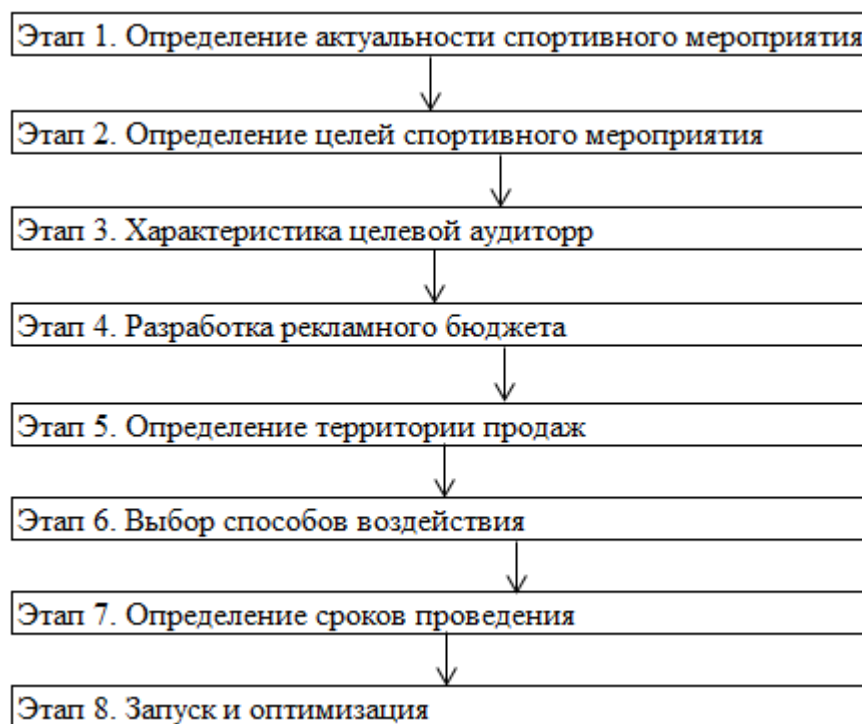 Этап 1. Определение актуальности спортивного мероприятия
Этап 2. Определение целей спортивного мероприятия
Этап 3. Характеристика целевой аудиторр
Этап 4. Разработка рекламного бюджета
Этап 5. Определение территории продаж
Этап 6. Выбор способов воздействия
Этап 7. Определение сроков проведения
Этап 8. Запуск и оптимизация